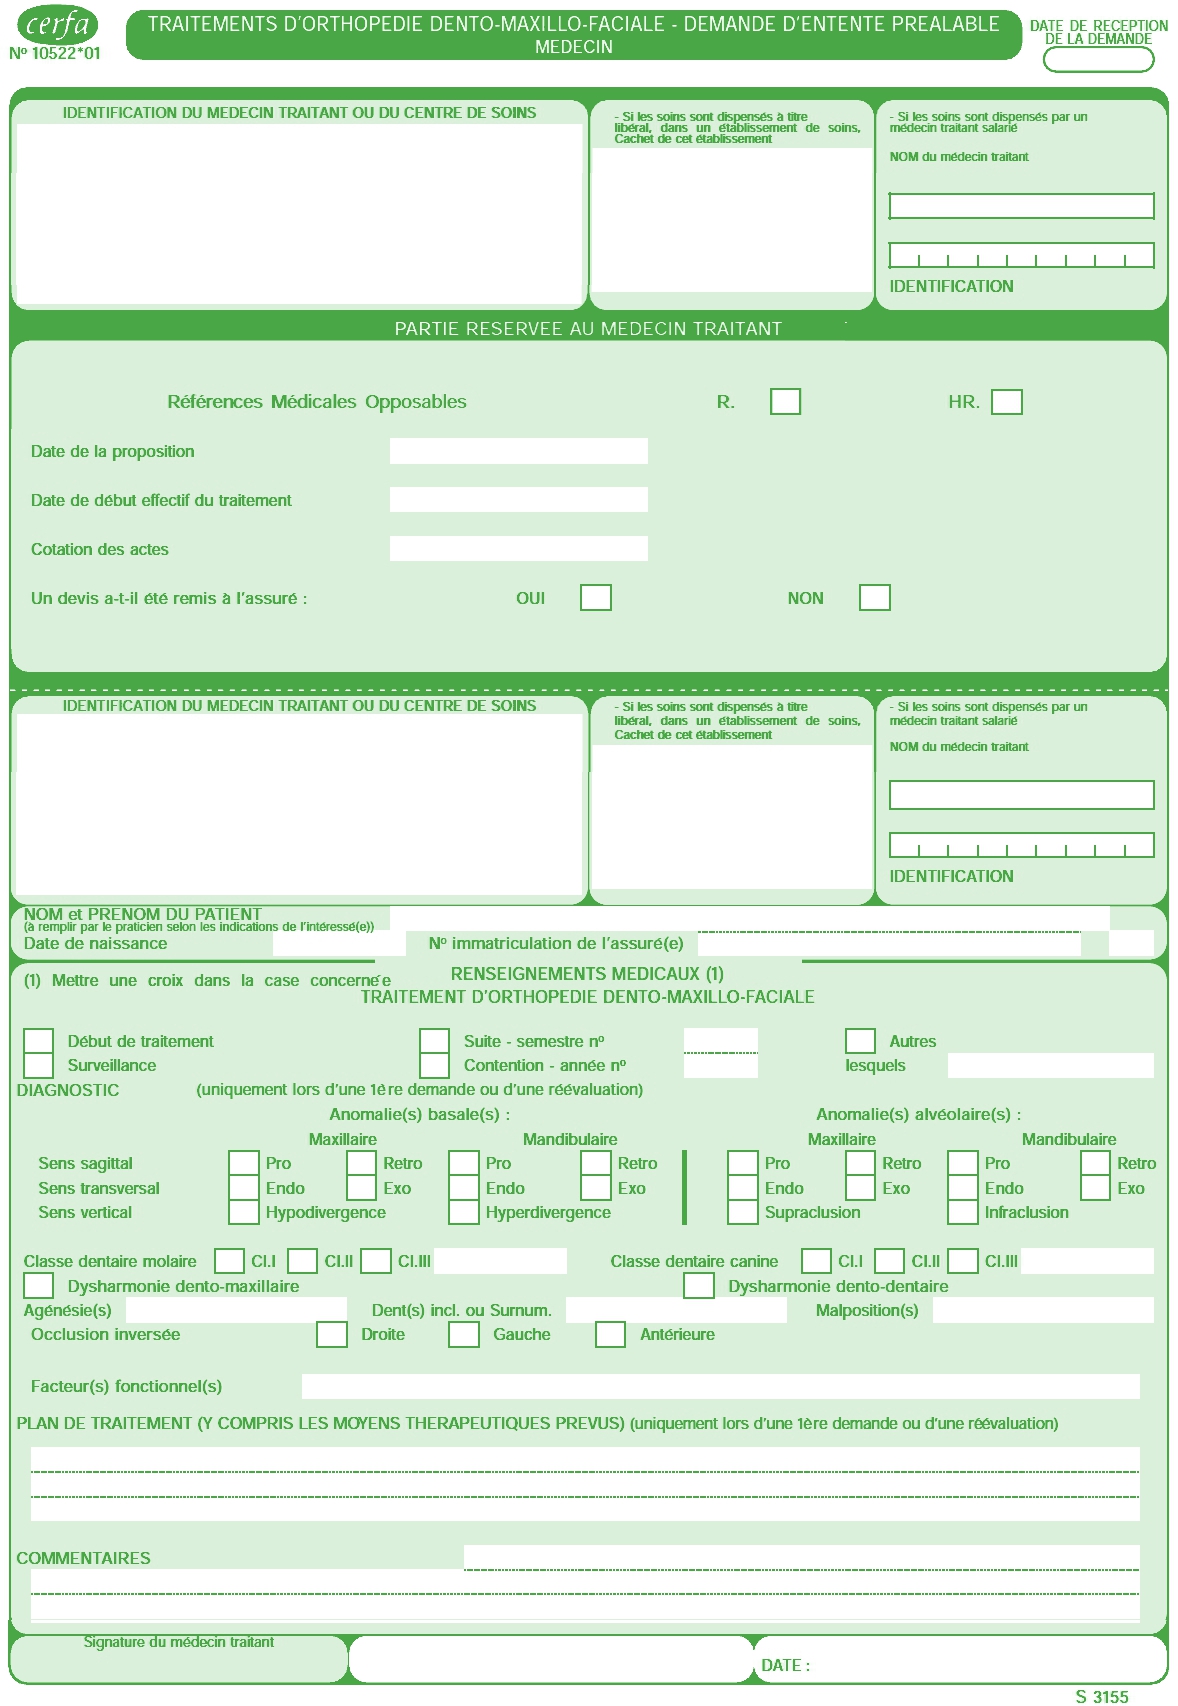 cerfa
Nº 10522*01
TRAITEMENTS D'ORTHOPEDIE DENTO-MAXILLO-FACIALE - DEMANDE D'ENTENTE PREALABLE
MEDECIN
DATE DE RECEPTION
DE LA DEMANDE
IDENTIFICATION DU MEDECIN TRAITANT OU DU CENTRE DE SOINS
- Si les soins sont dispensés à titre
libéral, dans un établissement de soins,
Cachet de cet établissement
- Si les soins sont dispensés par un
médecin traitant salarié
NOM du médecin traitant
IDENTIFICATION
PARTIE RESERVEE AU MEDECIN TRAITANT
Références Médicales Opposables R. HR.
Date de la proposition
Date de début effectif du traitement
Cotation des actes
Un devis a-t-il été remis à l'assuré : OUI NON
IDENTIFICATION DU MEDECIN TRAITANT OU DU CENTRE DE SOINS
- Si les soins sont dispensés à titre
libéral, dans un établissement de soins,
Cachet de cet établissement
- Si les soins sont dispensés par un
médecin traitant salarié
NOM du médecin traitant
IDENTIFICATION
NOM et PRENOM DU PATIENT
(à remplir par le praticien selon les indications de l'intéressé(e))
Date de naissance Nº immatriculation de l'assuré(e)
RENSEIGNEMENTS MEDICAUX (1)
(1) Mettre une croix dans la case concernée
TRAITEMENT D'ORTHOPEDIE DENTO-MAXILLO-FACIALE
Début de traitement Suite - semestre nº Autres
Surveillance Contention - année nº lesquels
DIAGNOSTIC (uniquement lors d'une 1ère demande ou d'une réévaluation)
Anomalie(s) basale(s) : Anomalie(s) alvéolaire(s) :
Maxillaire Mandibulaire Maxillaire Mandibulaire
Sens sagittal Pro Retro Pro Retro Pro Retro Pro Retro
Sens transversal Endo Exo Endo Exo Endo Exo Endo Exo
Sens vertical Hypodivergence Hyperdivergence Supraclusion Infraclusion
Classe dentaire molaire Cl.I Cl.II Cl.III Classe dentaire canine Cl.I Cl.II Cl.III
Dysharmonie dento-maxillaire Dysharmonie dento-dentaire
Agénésie(s) Dent(s) incl. ou Surnum. Malposition(s)
Occlusion inversée Droite Gauche Antérieure
Facteur(s) fonctionnel(s)
PLAN DE TRAITEMENT (Y COMPRIS LES MOYENS THERAPEUTIQUES PREVUS) (uniquement lors d'une 1ère demande ou d'une réévaluation)
COMMENTAIRES
Signature du médecin traitant
DATE :
S 3155